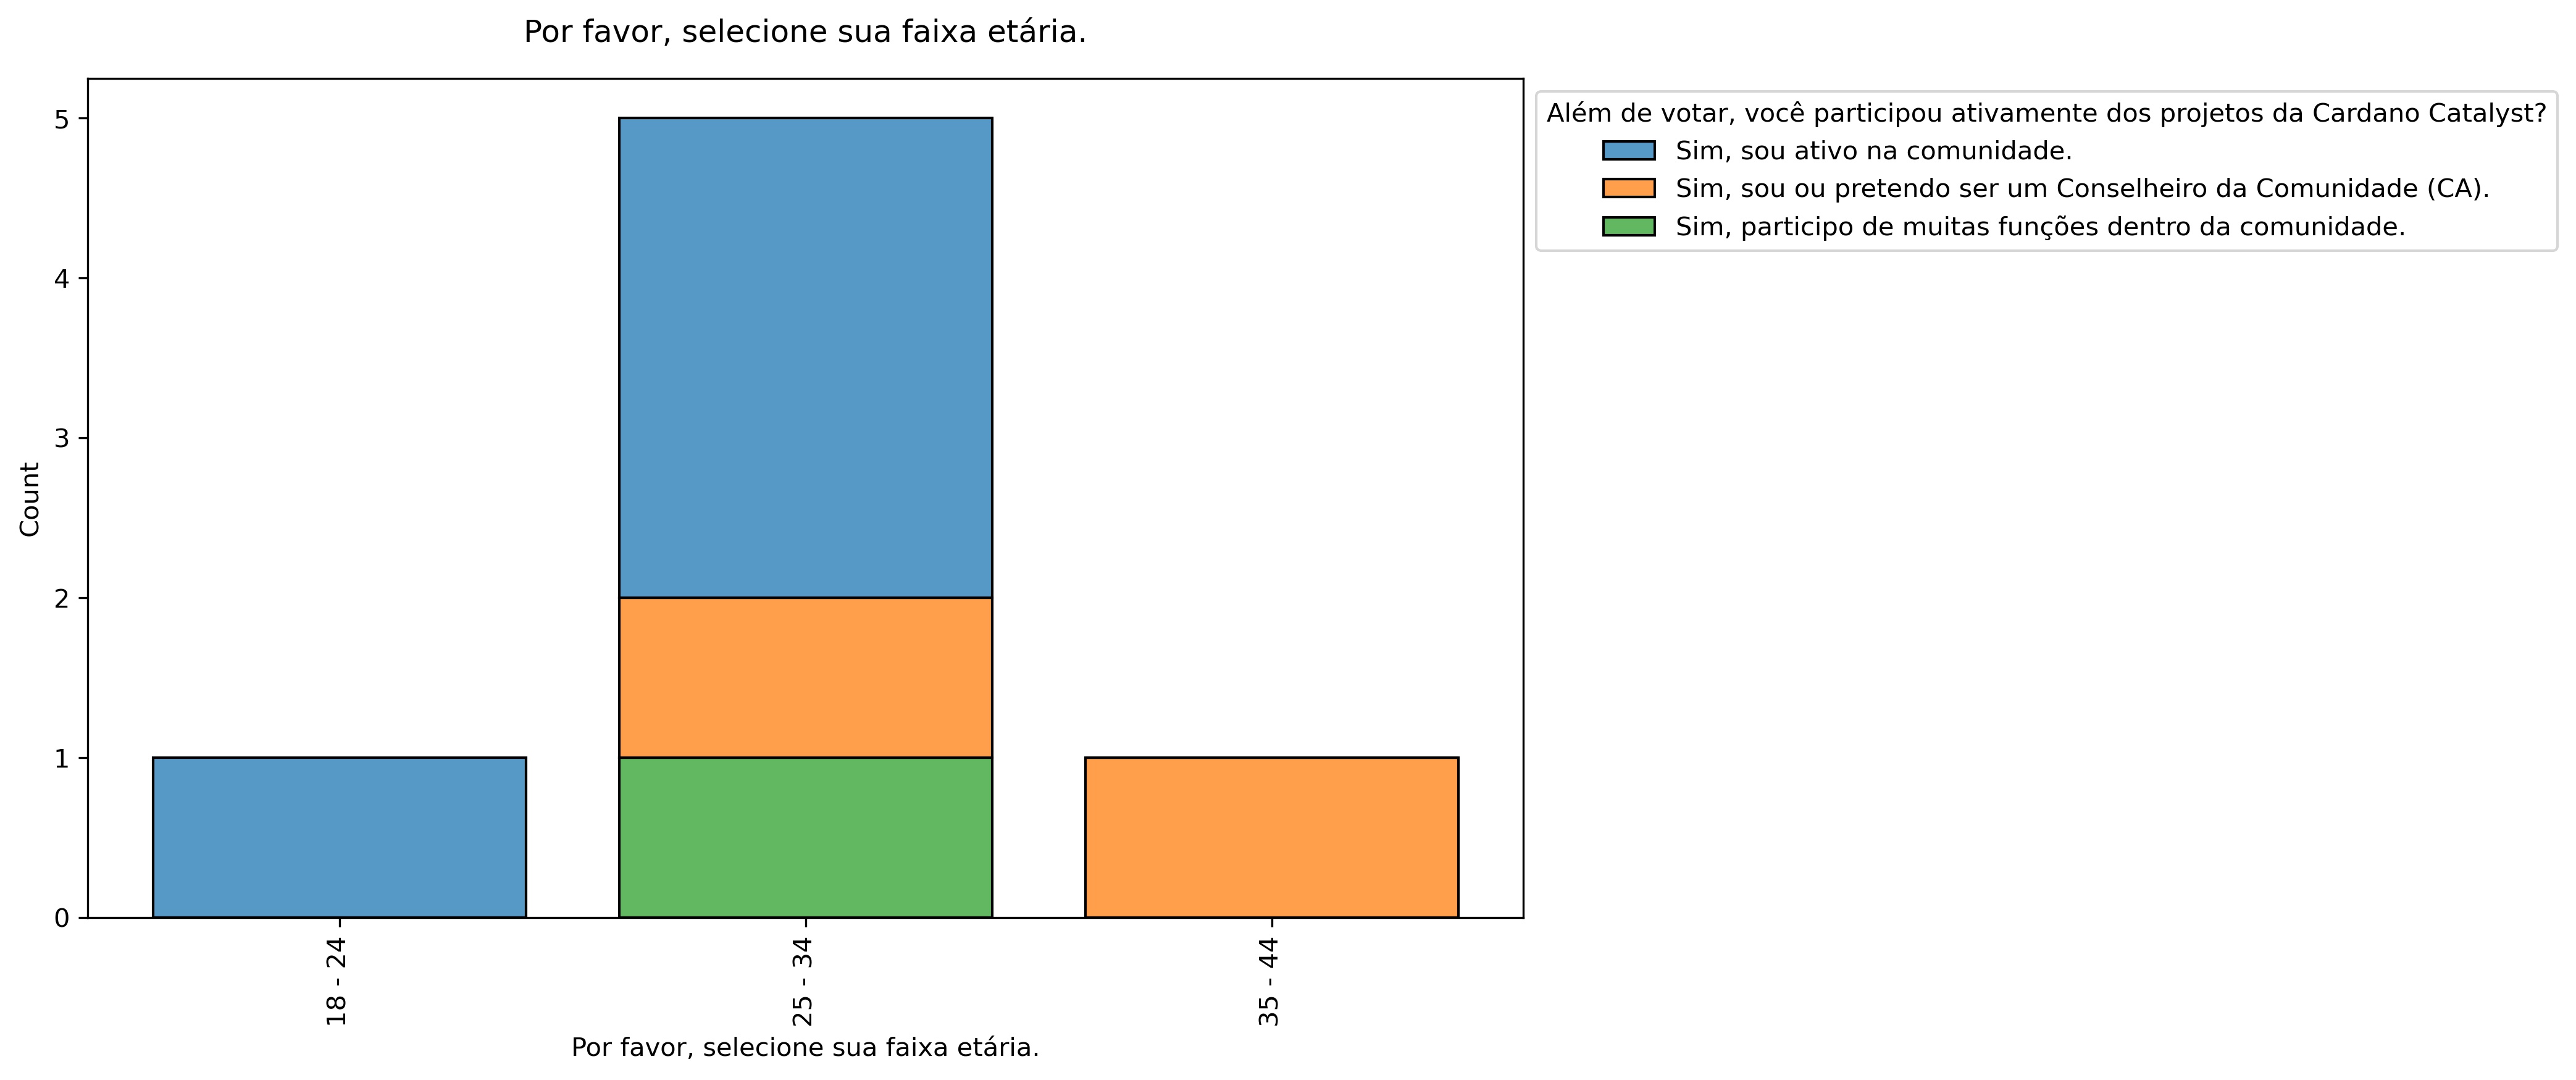 Por favor, selecione sua faixa etária.
Além de votar, você participou ativamente dos projetos da Cardano Catalyst?
Sim, sou ativo na comunidade.
Sim, sou ou pretendo ser um Conselheiro da Comunidade (CA).
Sim, participo de muitas funções dentro da comunidade.
Count
5
4
3
2
1
0
18 - 24
25 - 34
35 - 44
Por favor, selecione sua faixa etária.